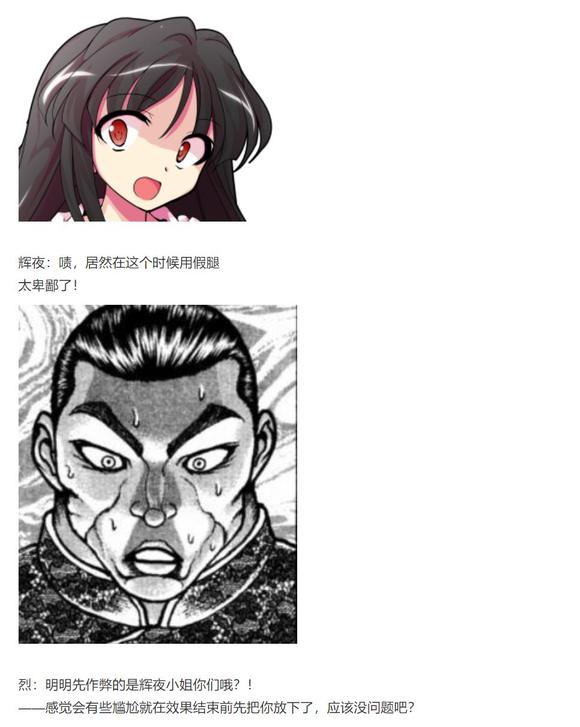 辉夜：啧，居然在这个时候用假腿
太卑鄙了！
烈：明明先作弊的是辉夜小姐你们哦？！
——感觉会有些尴尬就在效果结束前先把你放下了，应该没问题吧？